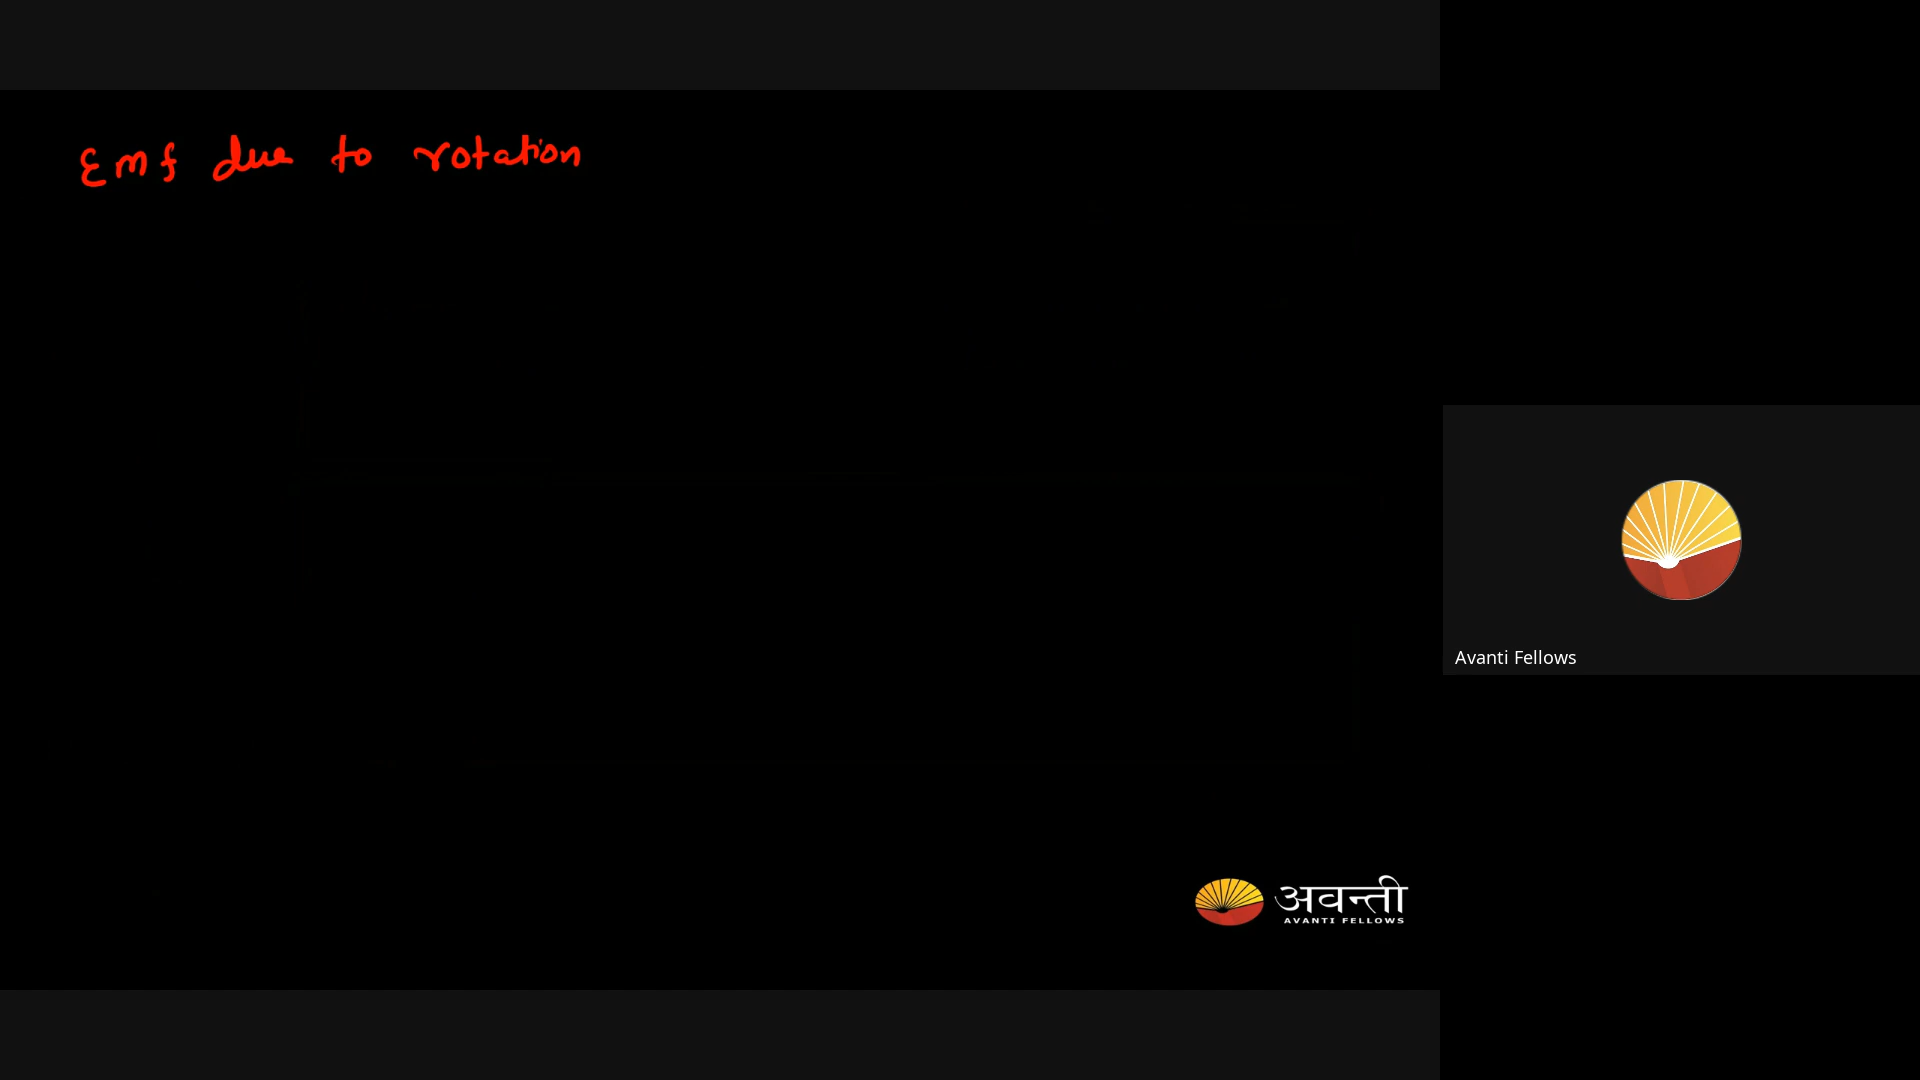 Emf due to rotation
Avanti Fellows
अवन्ती
AVANTI FELLOWS